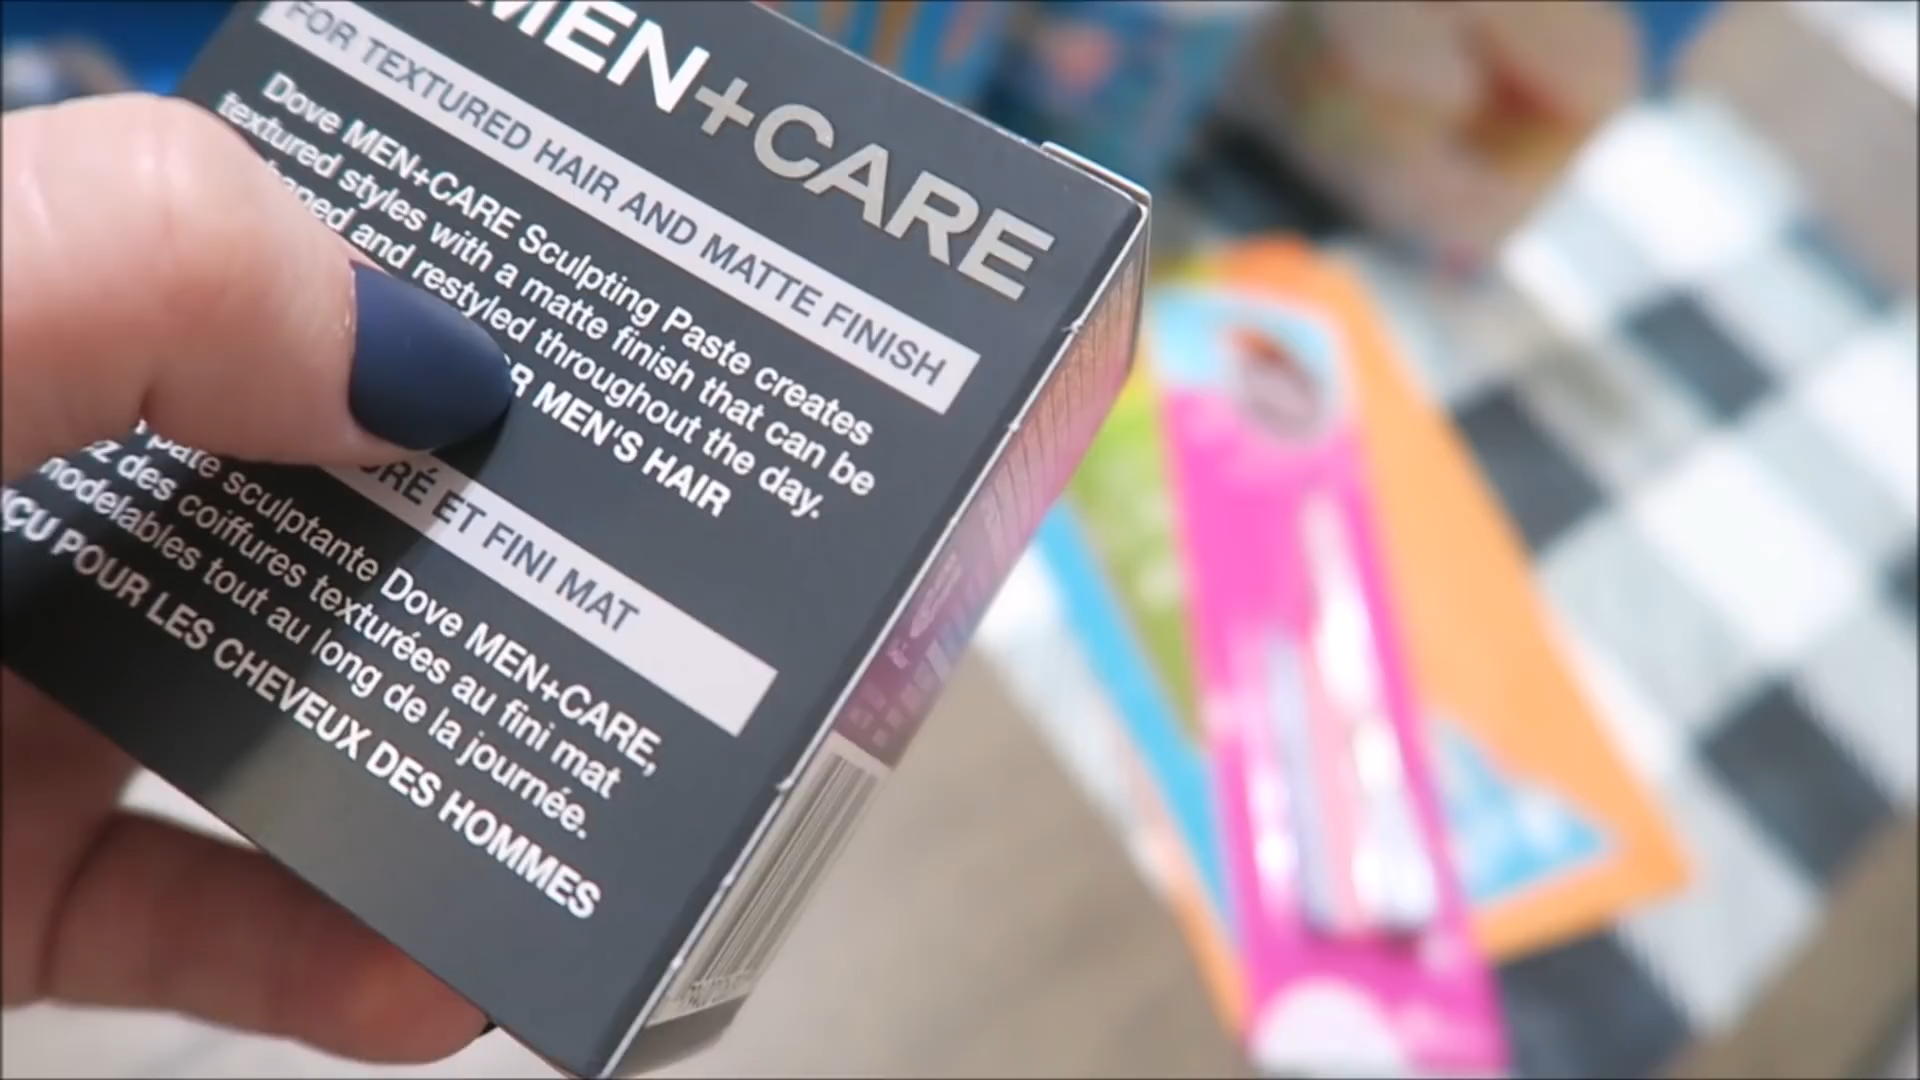 MEN+CARE
FOR TEXTURED HAIR AND MATTE FINISH
Dove MEN+CARE Sculpting Paste creates
textured styles with a matte finish that can be
and restyled throughout the day.
MEN'S HAIR
ET FINI MAT
pâte sculptante Dove MEN+CARE,
des coiffures texturées au fini mat
modelables tout au long de la journée.
POUR LES CHEVEUX DES HOMMES